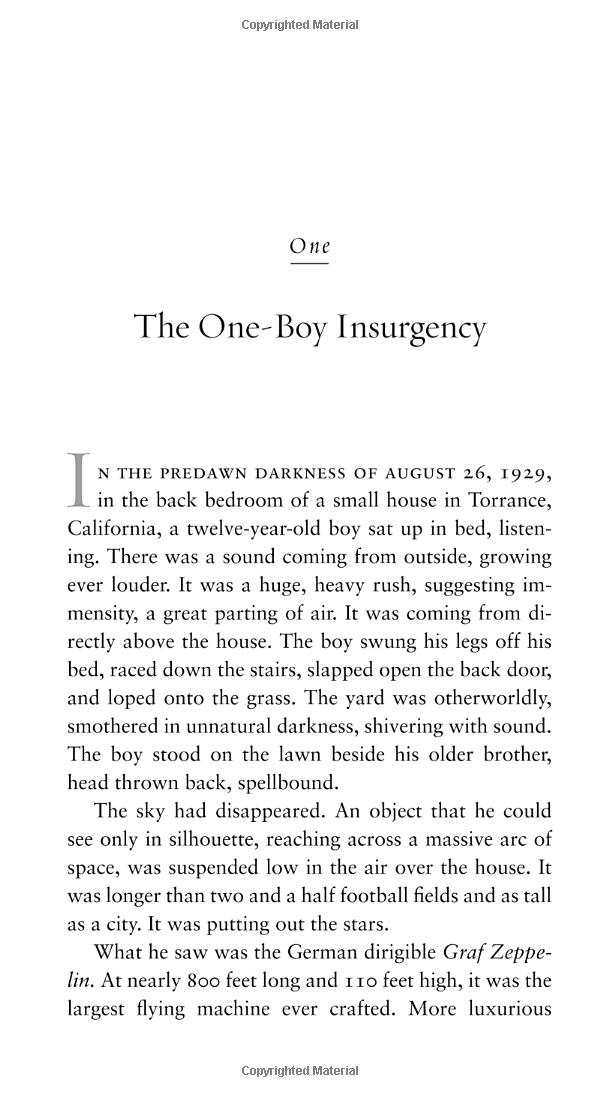 Copyrighted Material
One
The One-Boy Insurgency
IN THE PREDAWN DARKNESS OF AUGUST 26, 1929,
in the back bedroom of a small house in Torrance,
California, a twelve-year-old boy sat up in bed, listen-
ing. There was a sound coming from outside, growing
ever louder. It was a huge, heavy rush, suggesting im-
mensity, a great parting of air. It was coming from di-
rectly above the house. The boy swung his legs off his
bed, raced down the stairs, slapped open the back door,
and loped onto the grass. The yard was otherworldly,
smothered in unnatural darkness, shivering with sound.
The boy stood on the lawn beside his older brother,
head thrown back, spellbound.
The sky had disappeared. An object that he could
see only in silhouette, reaching across a massive arc of
space, was suspended low in the air over the house. It
was longer than two and a half football fields and as tall
as a city. It was putting out the stars.
What he saw was the German dirigible Graf Zeppe-
lin. At nearly 800 feet long and 110 feet high, it was the
largest flying machine ever crafted. More luxurious
Copyrighted Material